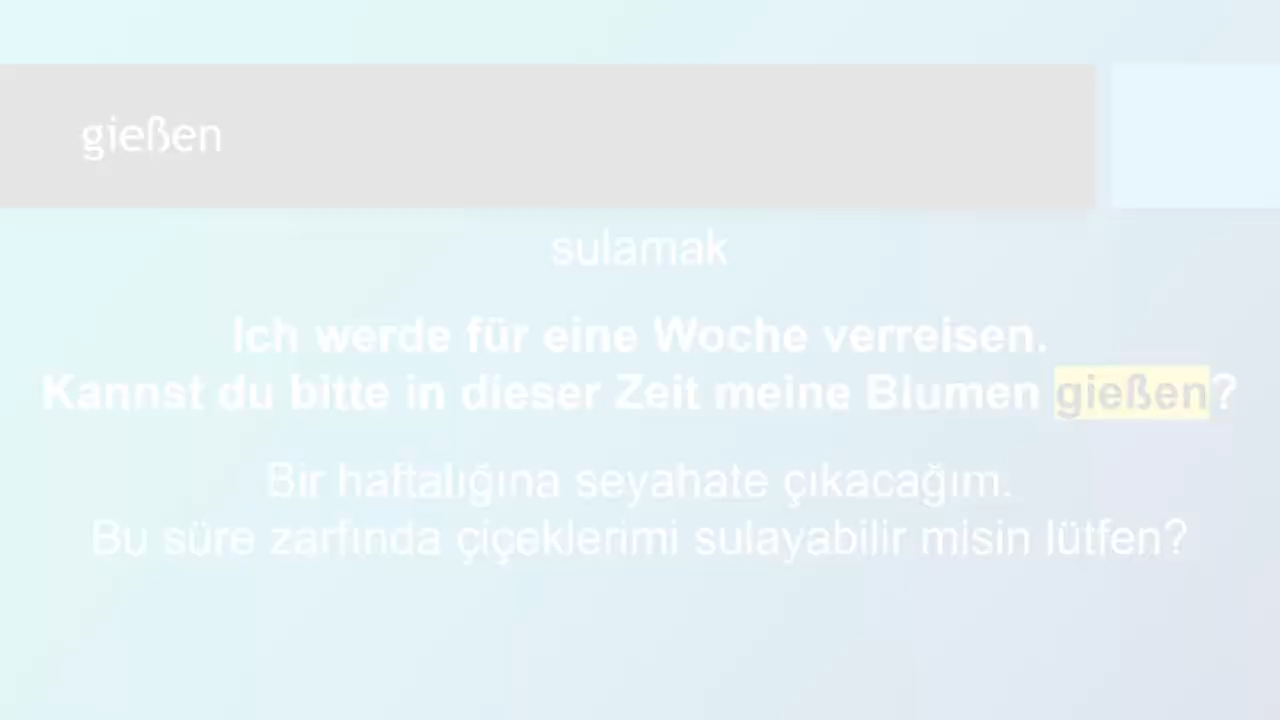 gießen
sulamak
Ich werde für eine Woche verreisen.
Kannst du bitte in dieser Zeit meine Blumen gießen?
Bir haftalığına seyahate çıkacağım.
Bu süre zarfında çiçeklerimi sulayabilir misin lütfen?